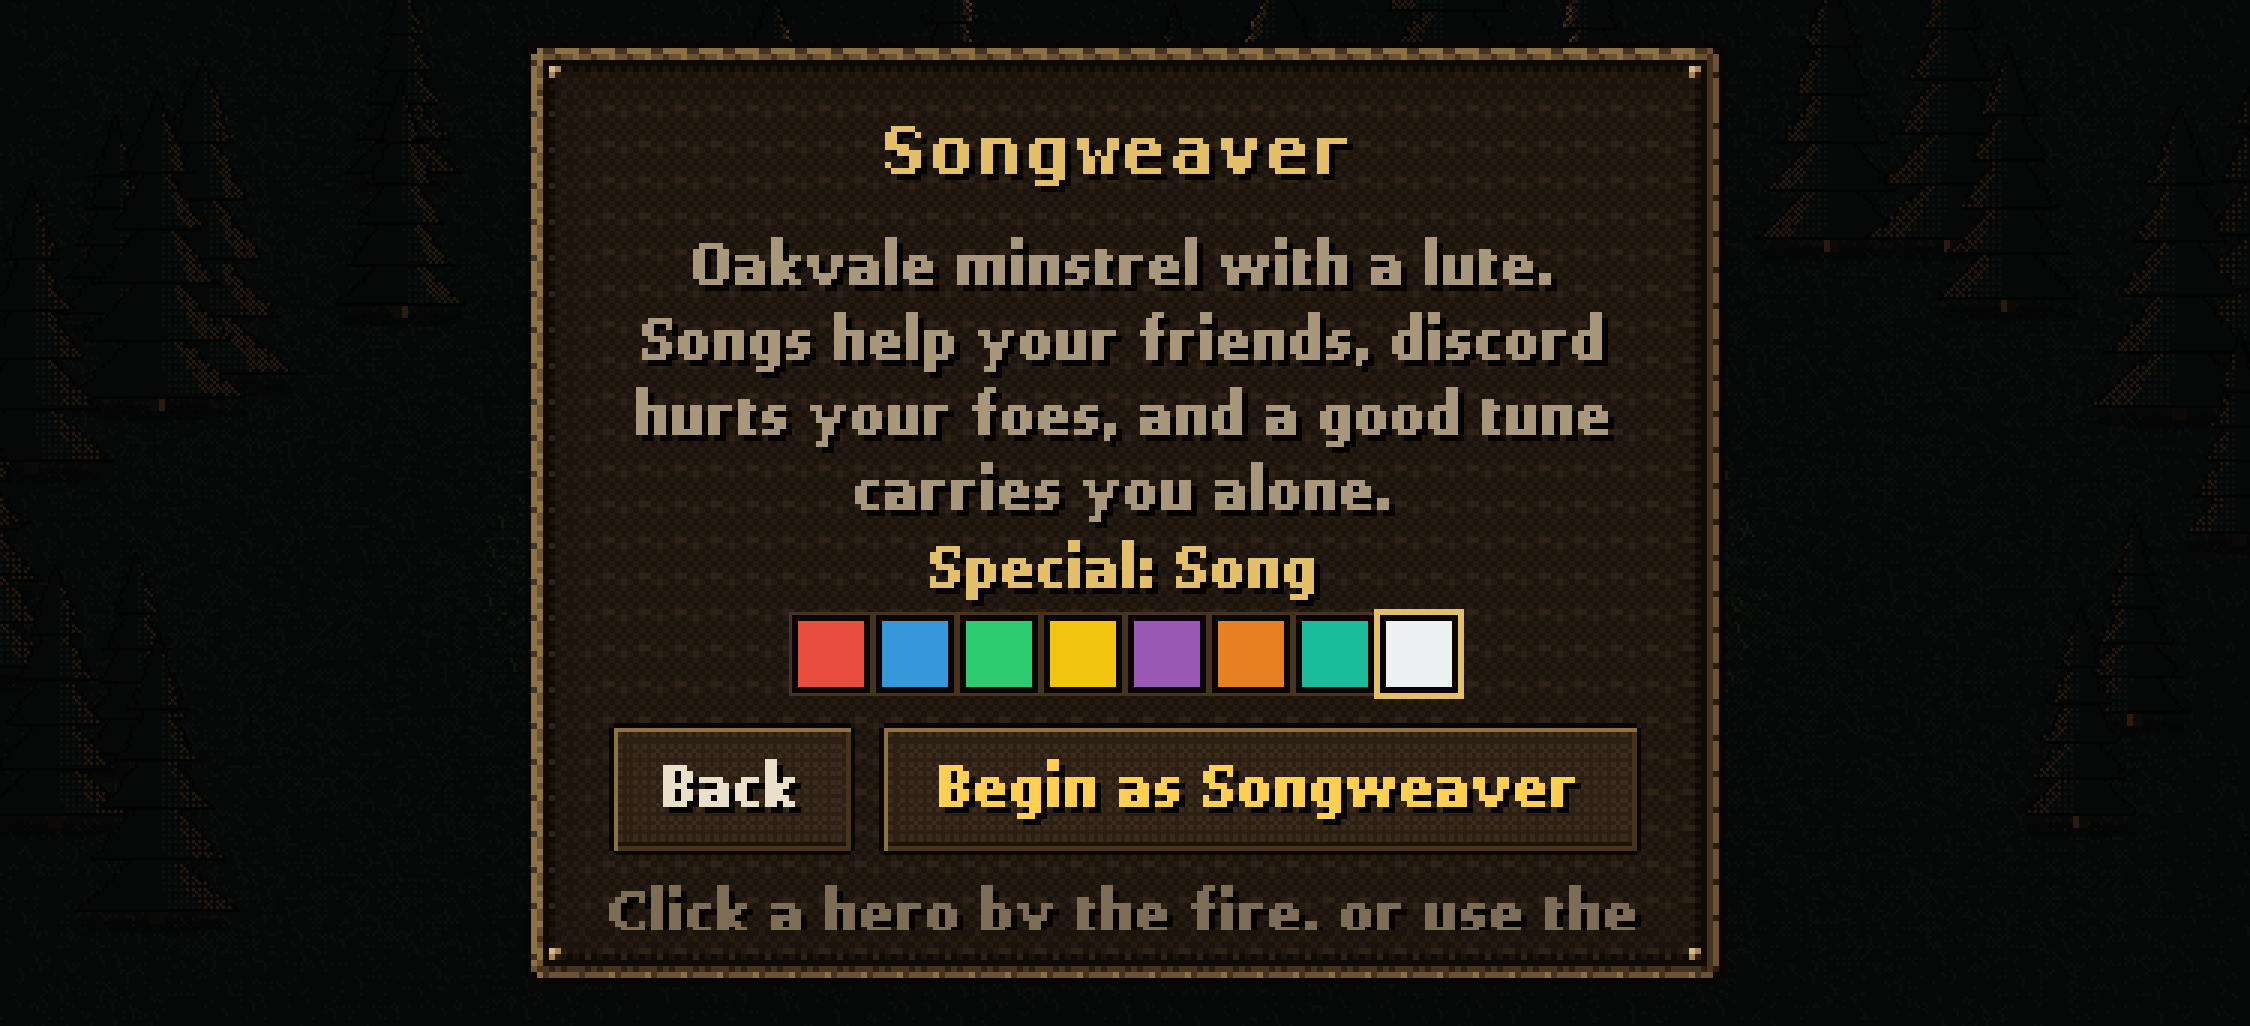 Songweaver
Oakvale minstrel with a lute.
Songs help your friends, discord
hurts your foes, and a good tune
carries you alone.
Special: Song
Back
Begin as Songweaver
Click a hero by the fire, or use the